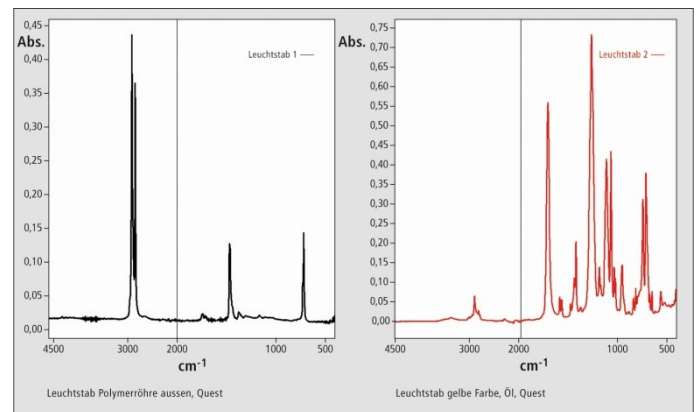 Abs.
Leuchtstab 1
0,45
0,40
0,35
0,30
0,25
0,20
0,15
0,10
0,05
0,00
4500 3000 2000 1000 500
cm-1
Leuchtstab Polymerröhre aussen, Quest
Abs.
Leuchtstab 2
0,75
0,70
0,65
0,60
0,55
0,50
0,45
0,40
0,35
0,30
0,25
0,20
0,15
0,10
0,05
0,00
4500 3000 2000 1000 500
cm-1
Leuchtstab gelbe Farbe, Öl, Quest